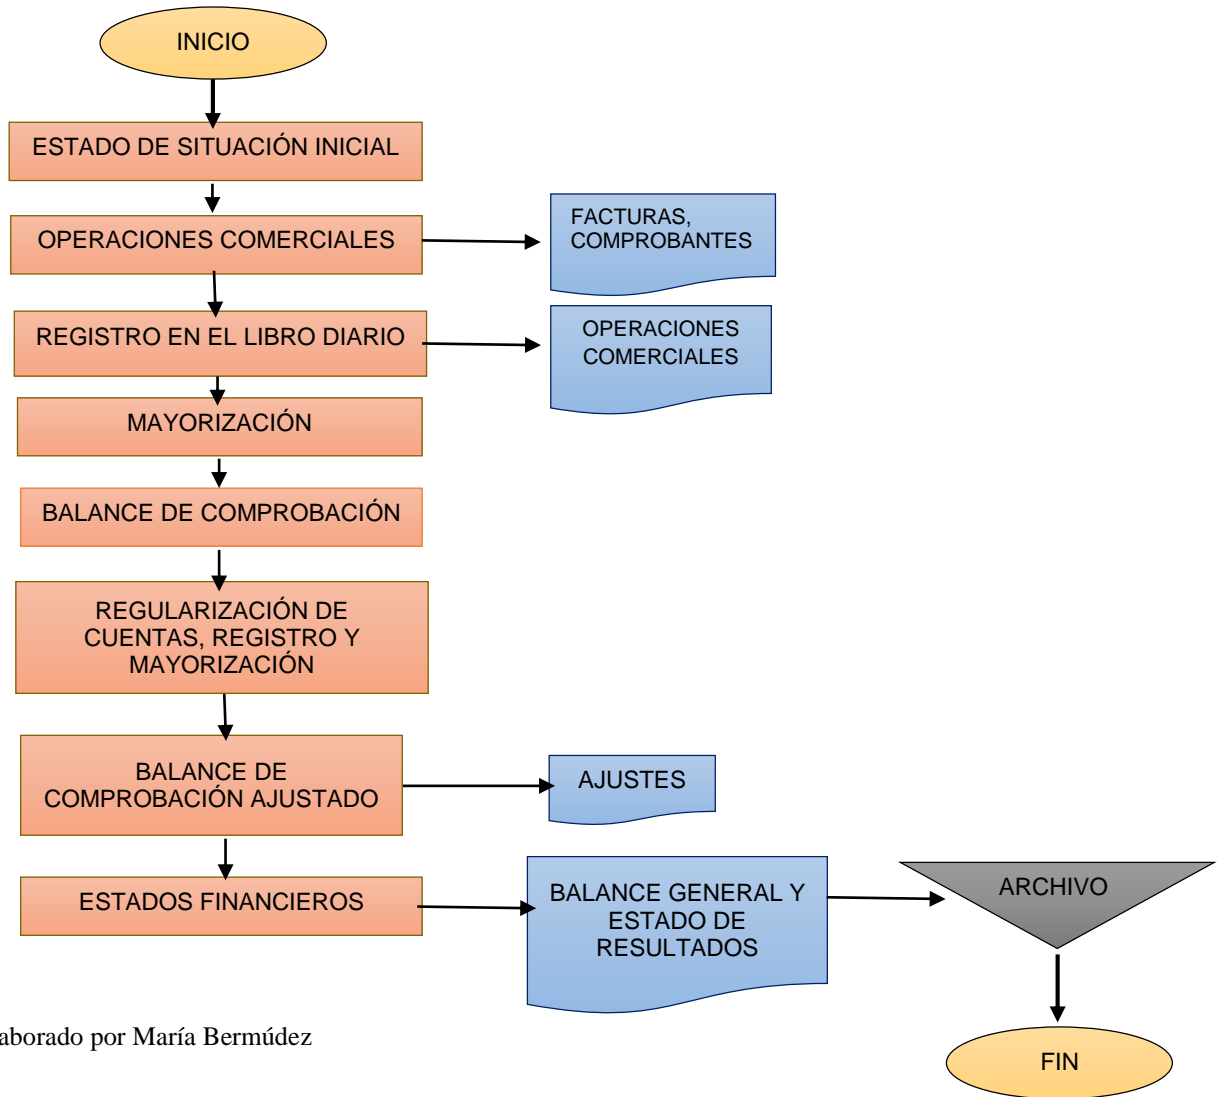 INICIO
ESTADO DE SITUACIÓN INICIAL
OPERACIONES COMERCIALES
FACTURAS,
COMPROBANTES
REGISTRO EN EL LIBRO DIARIO
OPERACIONES
COMERCIALES
MAYORIZACIÓN
BALANCE DE COMPROBACIÓN
REGULARIZACIÓN DE
CUENTAS, REGISTRO Y
MAYORIZACIÓN
BALANCE DE
COMPROBACIÓN AJUSTADO
AJUSTES
ESTADOS FINANCIEROS
BALANCE GENERAL Y
ESTADO DE
RESULTADOS
ARCHIVO
aborado por María Bermúdez
FIN